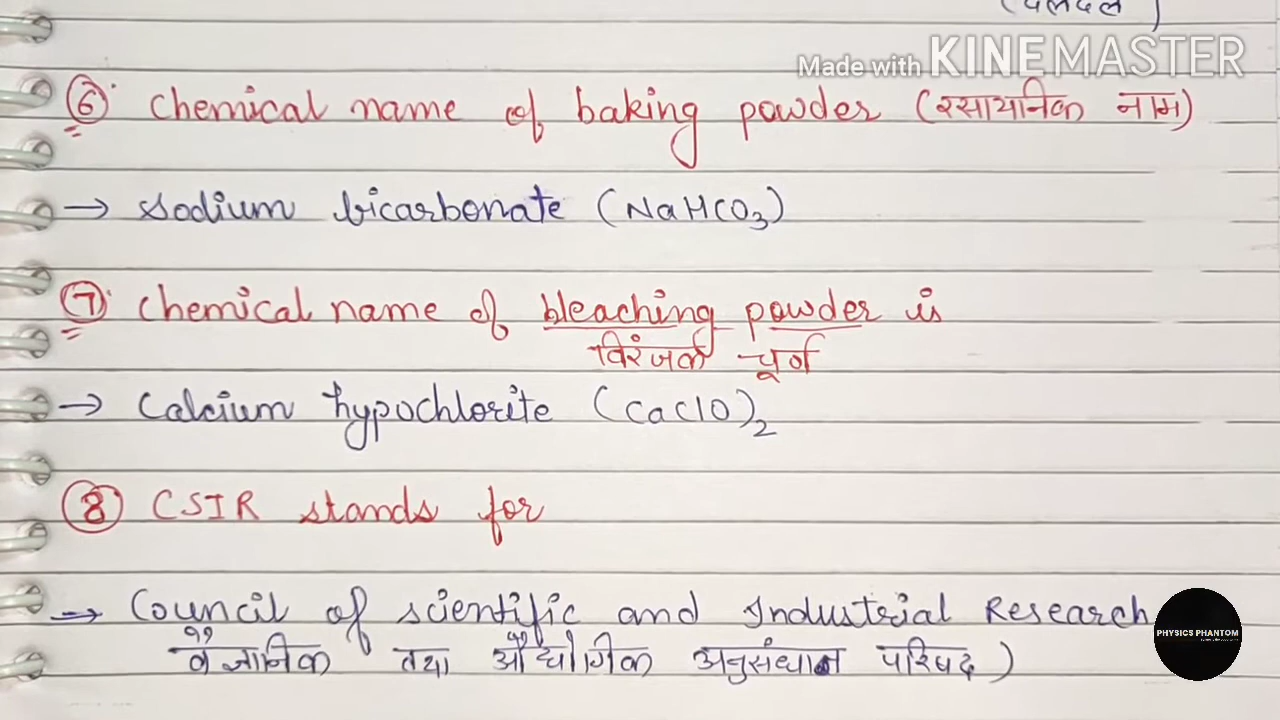 (दलदल )
Made with KINEMASTER
⑥ Chemical name of baking powder (रसायनिक नाम)
→ Sodium bicarbonate (NaHCO₃)
⑦ Chemical name of bleaching powder is
विरंजक चूर्ण
→ Calcium hypochlorite (CaClO)₂
⑧ CSIR stands for
→ Council of scientific and Industrial Research
वैज्ञानिक तथा औद्योगिक अनुसंधान परिषद )
PHYSICS PHANTOM